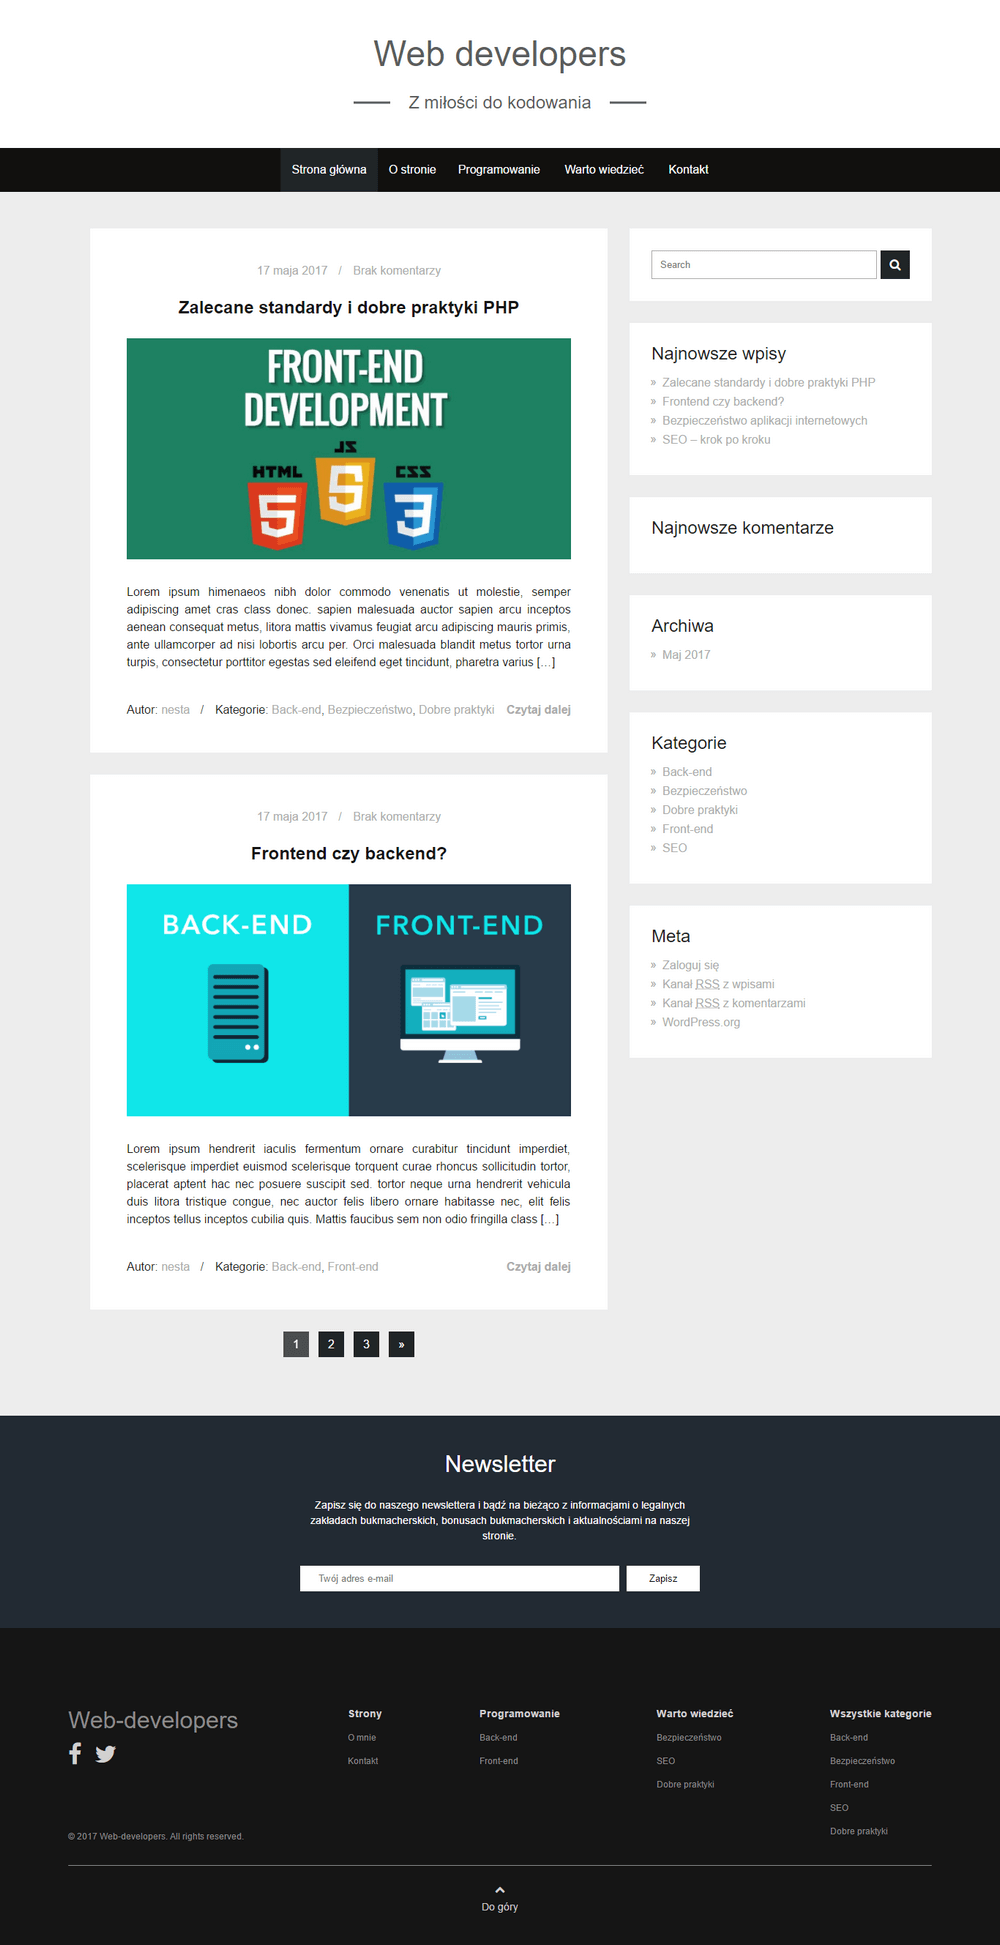 Web developers
Z miłości do kodowania
Strona główna O stronie Programowanie Warto wiedzieć Kontakt
17 maja 2017 / Brak komentarzy
Zalecane standardy i dobre praktyki PHP
FRONT-END
DEVELOPMENT
JS
HTML
CSS
5
5
3
Lorem ipsum himenaeos nibh dolor commodo venenatis ut molestie, semper
adipiscing amet cras class donec. sapien malesuada auctor sapien arcu inceptos
aenean consequat metus, litora mattis vivamus feugiat arcu adipiscing mauris primis,
ante ullamcorper ad nisi lobortis arcu per. Orci malesuada blandit metus tortor urna
turpis, consectetur porttitor egestas sed eleifend eget tincidunt, pharetra varius […]
Autor: nesta / Kategorie: Back-end, Bezpieczeństwo, Dobre praktyki Czytaj dalej
17 maja 2017 / Brak komentarzy
Frontend czy backend?
BACK-END
FRONT-END
Lorem ipsum hendrerit iaculis fermentum ornare curabitur tincidunt imperdiet,
scelerisque imperdiet euismod scelerisque torquent curae rhoncus sollicitudin tortor,
placerat aptent hac nec posuere suscipit sed. tortor neque urna hendrerit vehicula
duis litora tristique congue, nec auctor felis libero ornare habitasse nec, elit felis
inceptos tellus inceptos cubilia quis. Mattis faucibus sem non odio fringilla class […]
Autor: nesta / Kategorie: Back-end, Front-end Czytaj dalej
1 2 3 »
Search
Najnowsze wpisy
» Zalecane standardy i dobre praktyki PHP
» Frontend czy backend?
» Bezpieczeństwo aplikacji internetowych
» SEO – krok po kroku
Najnowsze komentarze
Archiwa
» Maj 2017
Kategorie
» Back-end
» Bezpieczeństwo
» Dobre praktyki
» Front-end
» SEO
Meta
» Zaloguj się
» Kanał RSS z wpisami
» Kanał RSS z komentarzami
» WordPress.org
Newsletter
Zapisz się do naszego newslettera i bądź na bieżąco z informacjami o legalnych
zakładach bukmacherskich, bonusach bukmacherskich i aktualnościami na naszej
stronie.
Twój adres e-mail
Zapisz
Web-developers
© 2017 Web-developers. All rights reserved.
Strony
O mnie
Kontakt
Programowanie
Back-end
Front-end
Warto wiedzieć
Bezpieczeństwo
SEO
Dobre praktyki
Wszystkie kategorie
Back-end
Bezpieczeństwo
Front-end
SEO
Dobre praktyki
Do góry